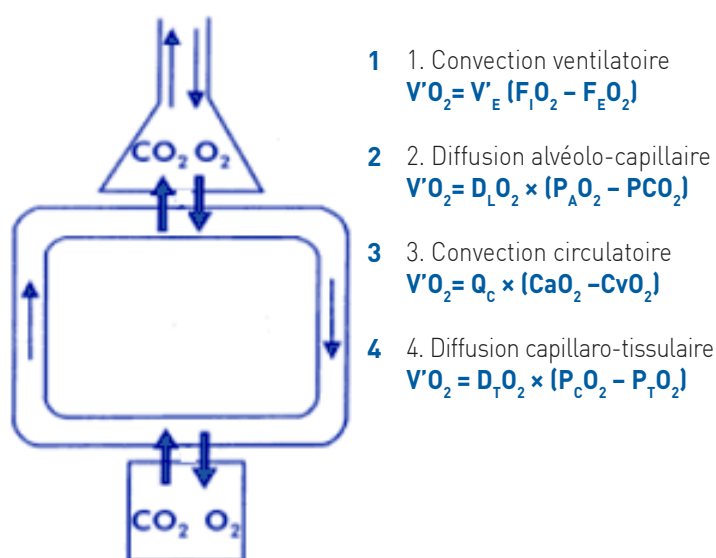 CO₂ O₂
1 1. Convection ventilatoire
V'O₂= V'E (FIO₂ – FEO₂)
2 2. Diffusion alvéolo-capillaire
V'O₂= DLO₂ × (PAO₂ – PCO₂)
3 3. Convection circulatoire
V'O₂= QC × (CaO₂ –CvO₂)
4 4. Diffusion capillaro-tissulaire
V'O₂ = DTO₂ × (PCO₂ – PTO₂)
CO₂ O₂